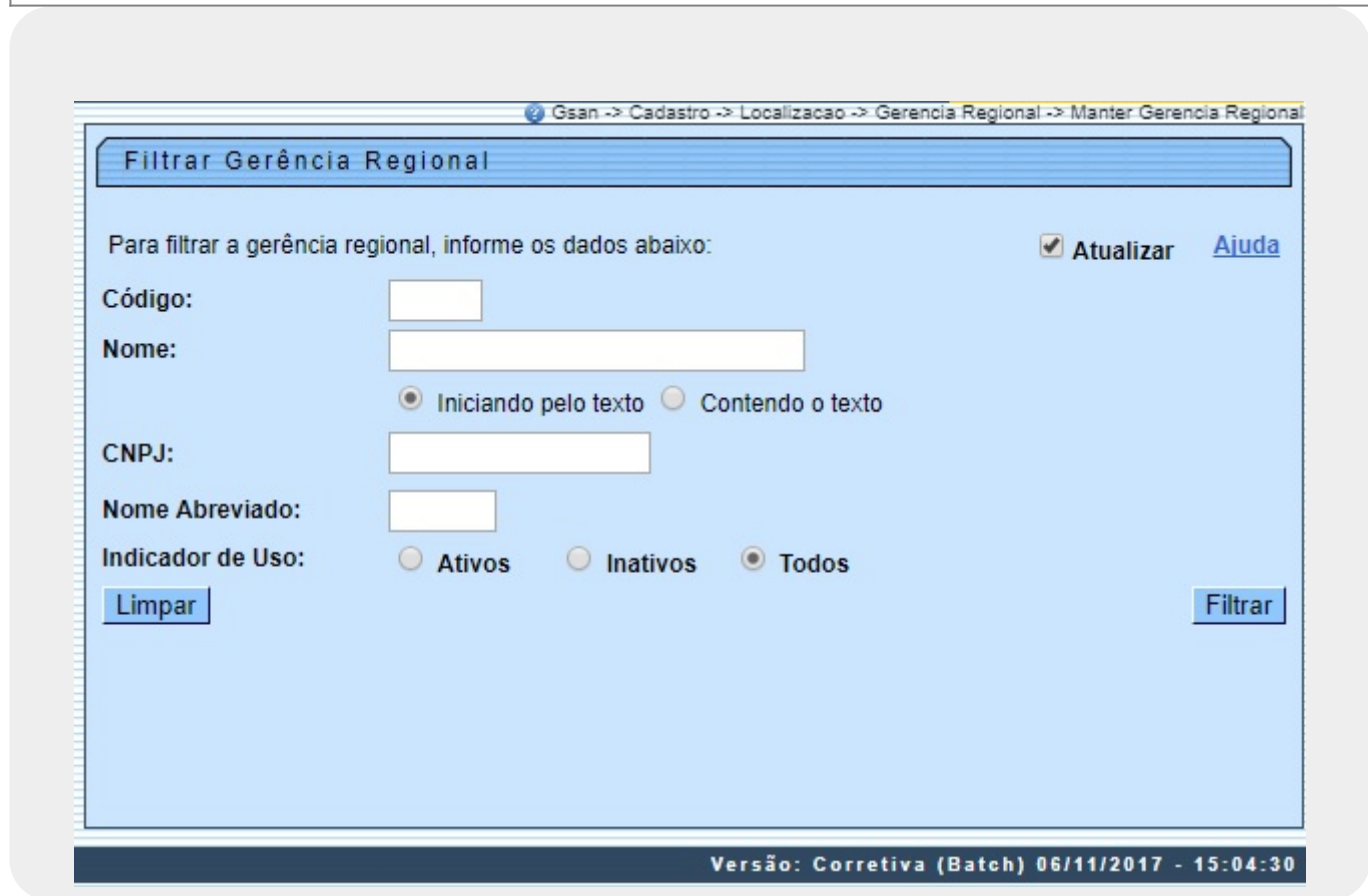 Gsan -> Cadastro -> Localizacao -> Gerencia Regional -> Manter Gerencia Regional
Filtrar Gerência Regional
Para filtrar a gerência regional, informe os dados abaixo: Atualizar Ajuda
Código:
Nome:
Iniciando pelo texto Contendo o texto
CNPJ:
Nome Abreviado:
Indicador de Uso: Ativos Inativos Todos
Limpar Filtrar
Versão: Corretiva (Batch) 06/11/2017 - 15:04:30